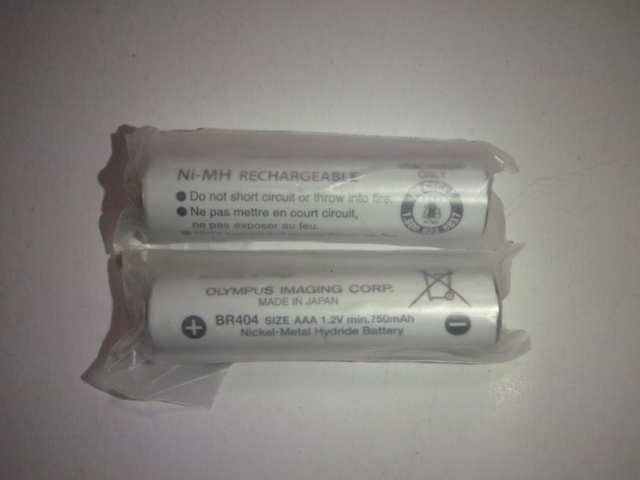 Ni-MH RECHARGEABLE
ONLY
● Do not short circuit or throw into fire.
● Ne pas mettre en court circuit,
ne pas exposer au feu.
OLYMPUS IMAGING CORP.
MADE IN JAPAN
BR404 SIZE AAA 1.2V min.750mAh
Nickel-Metal Hydride Battery